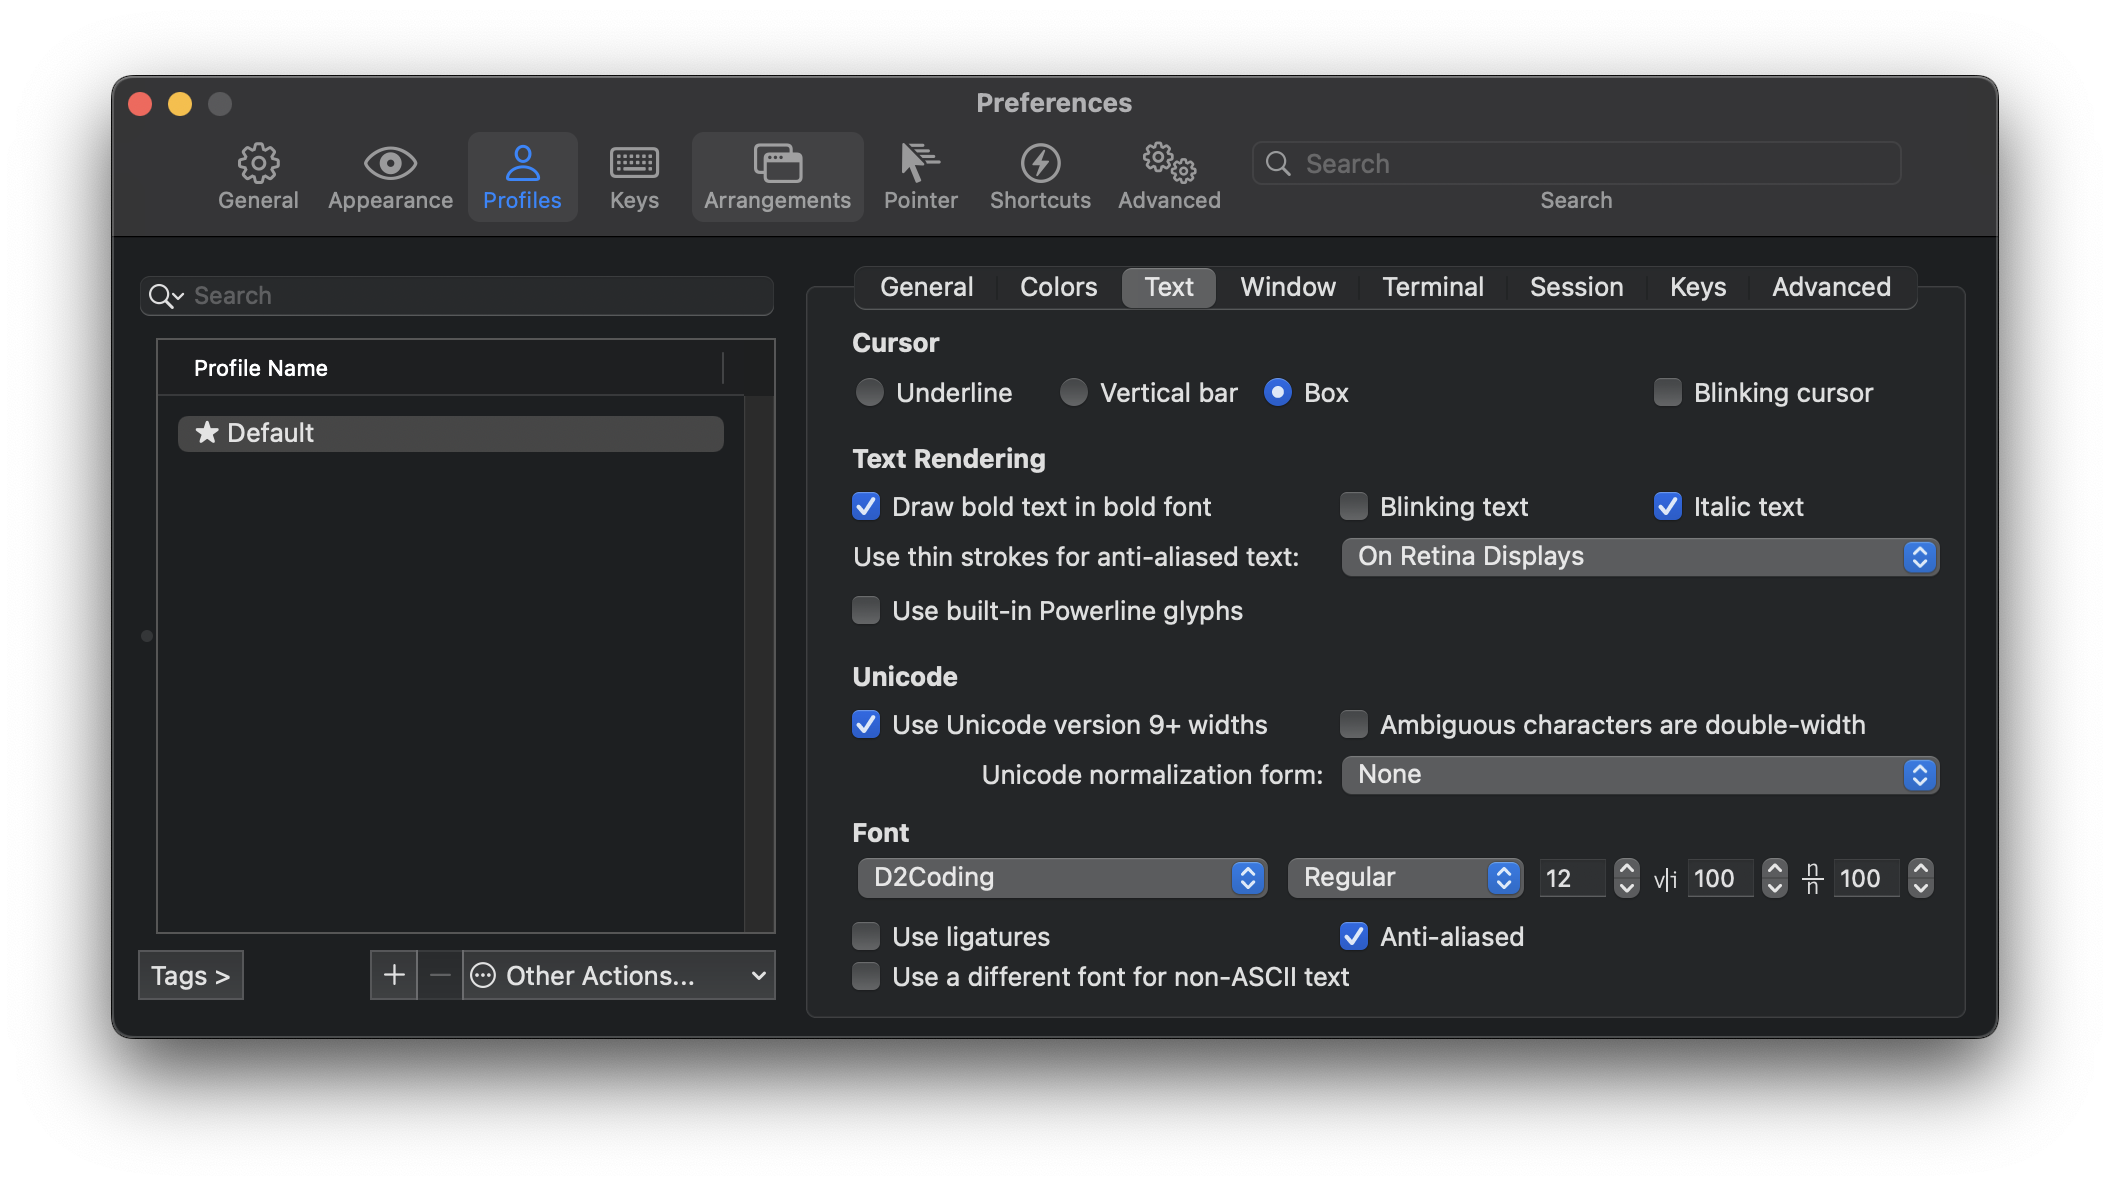 Preferences
General Appearance Profiles Keys Arrangements Pointer Shortcuts Advanced Search
Search
Search
General Colors Text Window Terminal Session Keys Advanced
Profile Name
Default
Tags >
+ − Other Actions...
Cursor
Underline Vertical bar Box Blinking cursor
Text Rendering
Draw bold text in bold font Blinking text Italic text
Use thin strokes for anti-aliased text: On Retina Displays
Use built-in Powerline glyphs
Unicode
Use Unicode version 9+ widths Ambiguous characters are double-width
Unicode normalization form: None
Font
D2Coding Regular 12 v|i 100 n/n 100
Use ligatures Anti-aliased
Use a different font for non-ASCII text